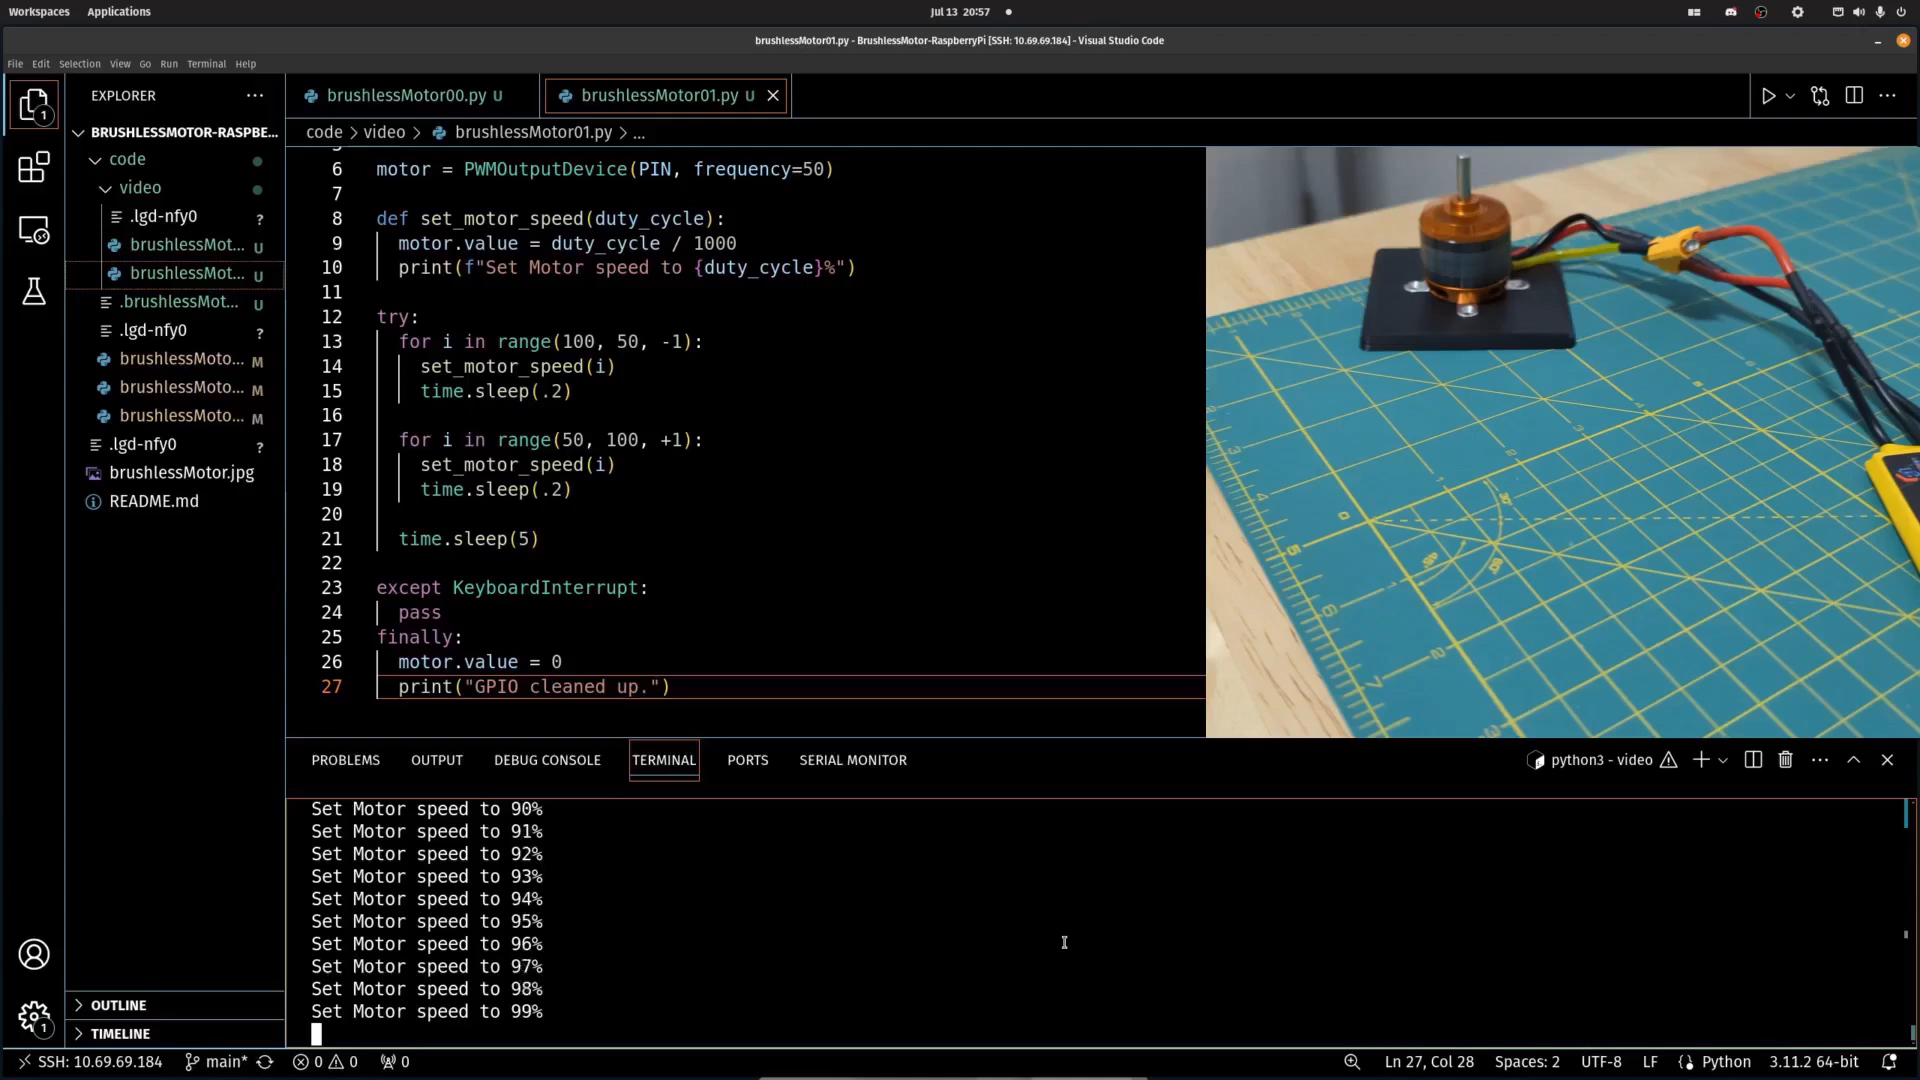 Workspaces Applications Jul 13 20:57
brushlessMotor01.py - BrushlessMotor-RaspberryPi [SSH: 10.69.69.184] - Visual Studio Code
File Edit Selection View Go Run Terminal Help
EXPLORER ...
brushlessMotor00.py U
brushlessMotor01.py U
BRUSHLESSMOTOR-RASPBE...
code
video
.lgd-nfy0 ?
brushlessMot... U
brushlessMot... U
.brushlessMot... U
.lgd-nfy0 ?
brushlessMoto... M
brushlessMoto... M
brushlessMoto... M
.lgd-nfy0 ?
brushlessMotor.jpg
README.md
OUTLINE
TIMELINE
1
1
code > video > brushlessMotor01.py > ...
6 motor = PWMOutputDevice(PIN, frequency=50)
7
8 def set_motor_speed(duty_cycle):
9 motor.value = duty_cycle / 1000
10 print(f"Set Motor speed to {duty_cycle}%")
11
12 try:
13 for i in range(100, 50, -1):
14 set_motor_speed(i)
15 time.sleep(.2)
16
17 for i in range(50, 100, +1):
18 set_motor_speed(i)
19 time.sleep(.2)
20
21 time.sleep(5)
22
23 except KeyboardInterrupt:
24 pass
25 finally:
26 motor.value = 0
27 print("GPIO cleaned up.")
PROBLEMS OUTPUT DEBUG CONSOLE TERMINAL PORTS SERIAL MONITOR
python3 - video
Set Motor speed to 90%
Set Motor speed to 91%
Set Motor speed to 92%
Set Motor speed to 93%
Set Motor speed to 94%
Set Motor speed to 95%
Set Motor speed to 96%
Set Motor speed to 97%
Set Motor speed to 98%
Set Motor speed to 99%
SSH: 10.69.69.184 main* 0 0 0
Ln 27, Col 28 Spaces: 2 UTF-8 LF Python 3.11.2 64-bit